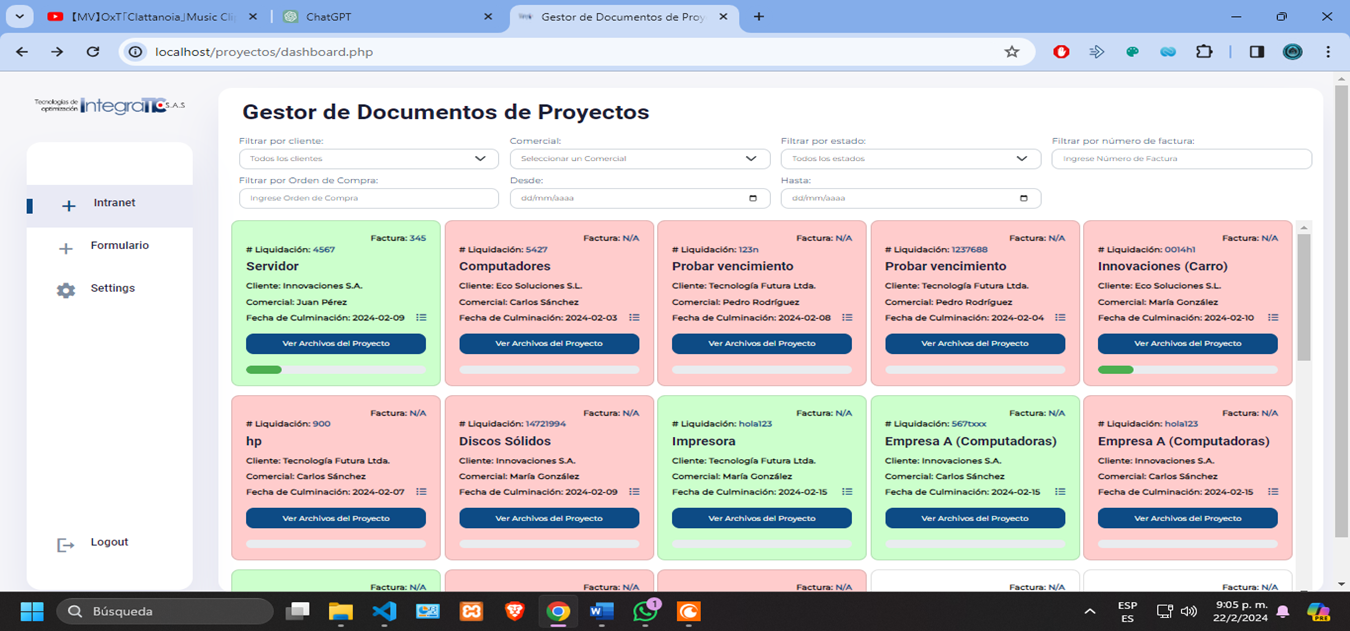 【MV】OxT「Clattanoia」Music Cli
ChatGPT
Gestor de Documentos de Proy
localhost/proyectos/dashboard.php
Tecnologías de optimización IntegraTIC S.A.S
Intranet
Formulario
Settings
Logout
Gestor de Documentos de Proyectos
Filtrar por cliente:
Todos los clientes
Comercial:
Seleccionar un Comercial
Filtrar por estado:
Todos los estados
Filtrar por número de factura:
Ingrese Número de Factura
Filtrar por Orden de Compra:
Ingrese Orden de Compra
Desde:
dd/mm/aaaa
Hasta:
dd/mm/aaaa
Factura: 345
# Liquidación: 4567
Servidor
Cliente: Innovaciones S.A.
Comercial: Juan Pérez
Fecha de Culminación: 2024-02-09
Ver Archivos del Proyecto
Factura: N/A
# Liquidación: 5427
Computadores
Cliente: Eco Soluciones S.L.
Comercial: Carlos Sánchez
Fecha de Culminación: 2024-02-03
Ver Archivos del Proyecto
Factura: N/A
# Liquidación: 123n
Probar vencimiento
Cliente: Tecnología Futura Ltda.
Comercial: Pedro Rodríguez
Fecha de Culminación: 2024-02-08
Ver Archivos del Proyecto
Factura: N/A
# Liquidación: 1237688
Probar vencimiento
Cliente: Tecnología Futura Ltda.
Comercial: Pedro Rodríguez
Fecha de Culminación: 2024-02-04
Ver Archivos del Proyecto
Factura: N/A
# Liquidación: 0014h1
Innovaciones (Carro)
Cliente: Eco Soluciones S.L.
Comercial: María González
Fecha de Culminación: 2024-02-10
Ver Archivos del Proyecto
Factura: N/A
# Liquidación: 900
hp
Cliente: Tecnología Futura Ltda.
Comercial: Carlos Sánchez
Fecha de Culminación: 2024-02-07
Ver Archivos del Proyecto
Factura: N/A
# Liquidación: 14721994
Discos Sólidos
Cliente: Innovaciones S.A.
Comercial: María González
Fecha de Culminación: 2024-02-09
Ver Archivos del Proyecto
Factura: N/A
# Liquidación: hola123
Impresora
Cliente: Tecnología Futura Ltda.
Comercial: María González
Fecha de Culminación: 2024-02-15
Ver Archivos del Proyecto
Factura: N/A
# Liquidación: 567txxx
Empresa A (Computadoras)
Cliente: Innovaciones S.A.
Comercial: Carlos Sánchez
Fecha de Culminación: 2024-02-15
Ver Archivos del Proyecto
Factura: N/A
# Liquidación: hola123
Empresa A (Computadoras)
Cliente: Innovaciones S.A.
Comercial: Carlos Sánchez
Fecha de Culminación: 2024-02-15
Ver Archivos del Proyecto
Factura: N/A
Factura: N/A
Factura: N/A
Factura: N/A
Factura: N/A
Búsqueda
1
ESP
ES
9:05 p. m.
22/2/2024
PRE